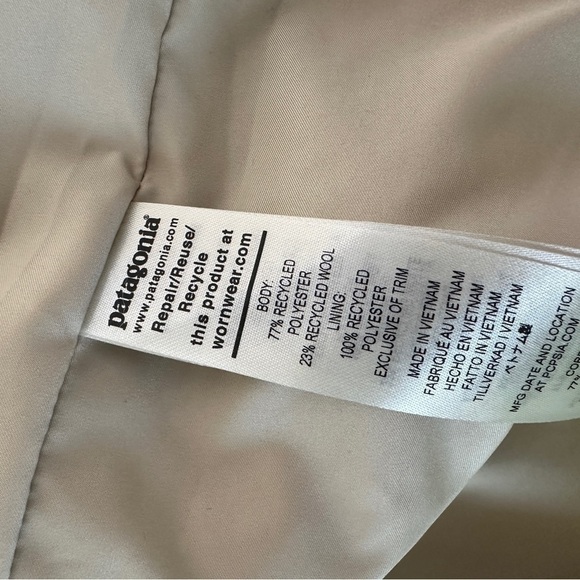 patagonia®
www.patagonia.com
Repair/Reuse/
Recycle
this product at
wornwear.com
BODY:
77% RECYCLED
POLYESTER
23% RECYCLED WOOL
LINING:
100% RECYCLED
POLYESTER
EXCLUSIVE OF TRIM
MADE IN VIETNAM
FABRIQUÉ AU VIETNAM
HECHO EN VIETNAM
FATTO IN VIETNAM
TILLVERKAD I VIETNAM
ベトナム製
MFG DATE AND LOCATION
AT PCPSIA.COM